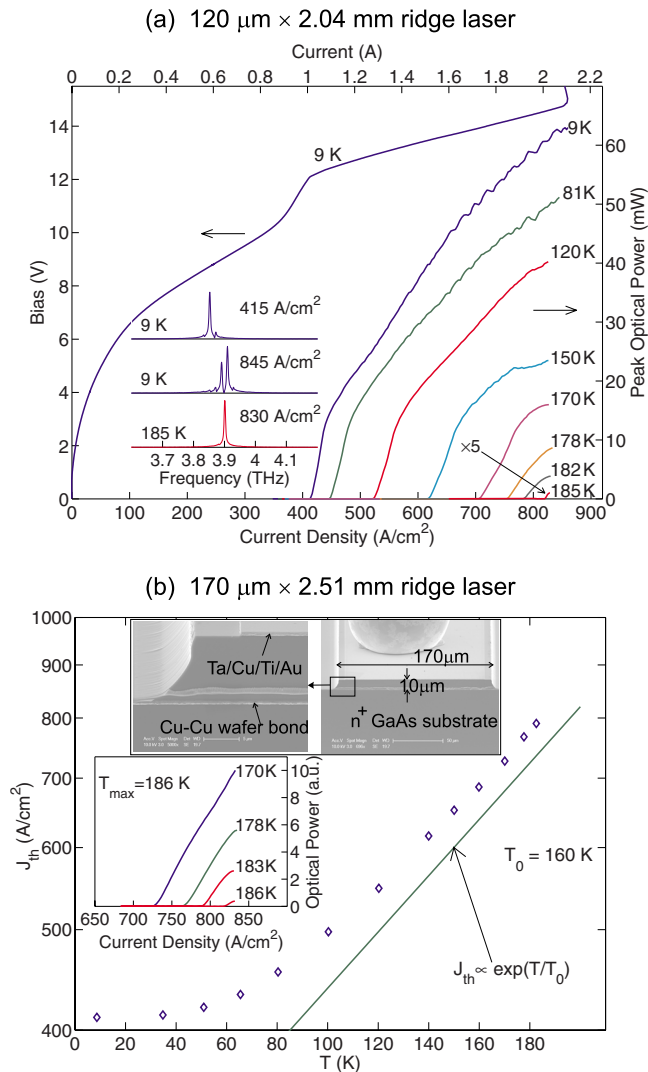 (a) 120 μm × 2.04 mm ridge laser
Current (A)
0 0.2 0.4 0.6 0.8 1 1.2 1.4 1.6 1.8 2 2.2
14
12
10
8
6
4
2
0
Bias (V)
9 K
9K
81K
120K
150K
170K
178K
182K
185K
×5
60
50
40
30
20
10
0
Peak Optical Power (mW)
9 K 415 A/cm²
9 K 845 A/cm²
185 K 830 A/cm²
3.7 3.8 3.9 4 4.1
Frequency (THz)
0 100 200 300 400 500 600 700 800 900
Current Density (A/cm²)
(b) 170 μm × 2.51 mm ridge laser
1000
900
800
700
600
500
400
J_th (A/cm²)
Ta/Cu/Ti/Au
Cu-Cu wafer bond
170μm
10μm
n⁺ GaAs substrate
T_max=186 K
170K
178K
183K
186K
10
8
6
4
2
0
Optical Power (a.u.)
650 700 750 800 850 900
Current Density (A/cm²)
T₀ = 160 K
J_th∝ exp(T/T₀)
0 20 40 60 80 100 120 140 160 180 200
T (K)